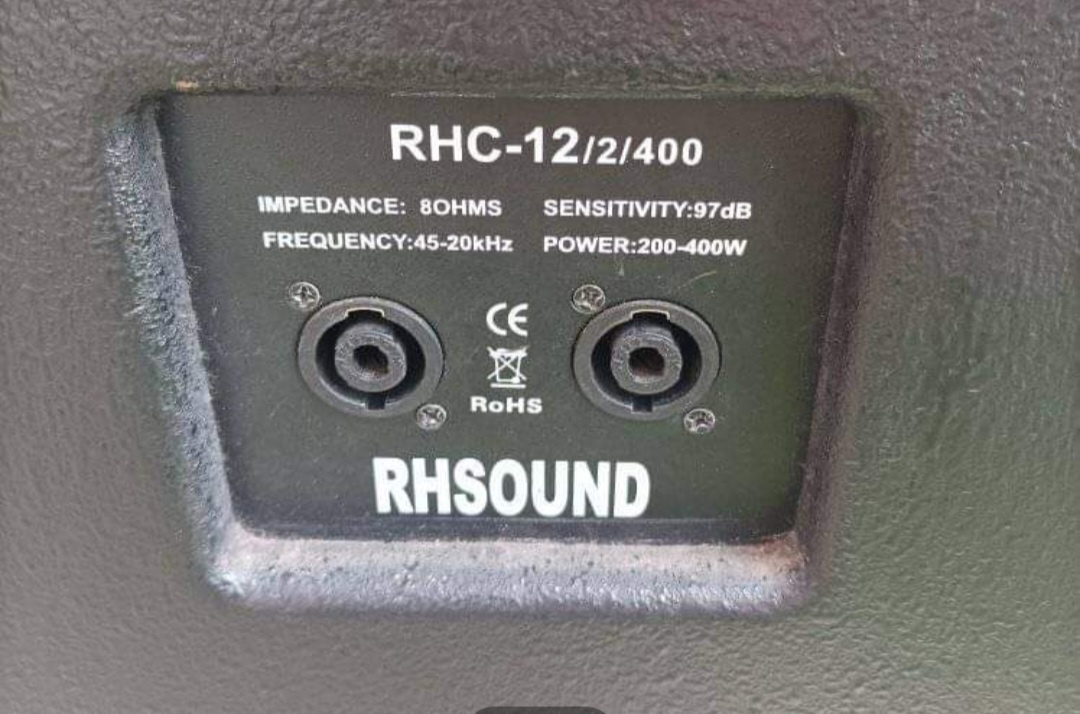 RHC-12/2/400
IMPEDANCE: 8OHMS SENSITIVITY:97dB
FREQUENCY:45-20kHz POWER:200-400W
CE
RoHS
RHSOUND